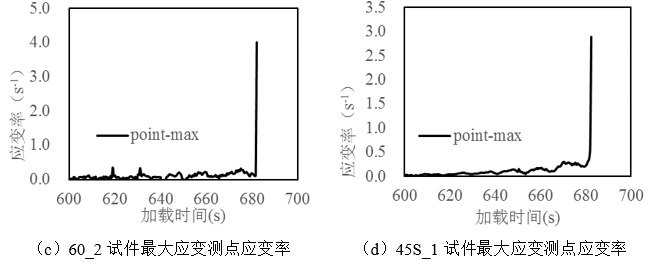 5.0
4.0
3.0
2.0
1.0
0.0
应变率（s-1）
point-max
600 620 640 660 680 700
加载时间(s)
（c）60_2 试件最大应变测点应变率
3.5
3.0
2.5
2.0
1.5
1.0
0.5
0.0
应变率（s-1）
point-max
600 620 640 660 680 700
加载时间(s)
（d）45S_1 试件最大应变测点应变率